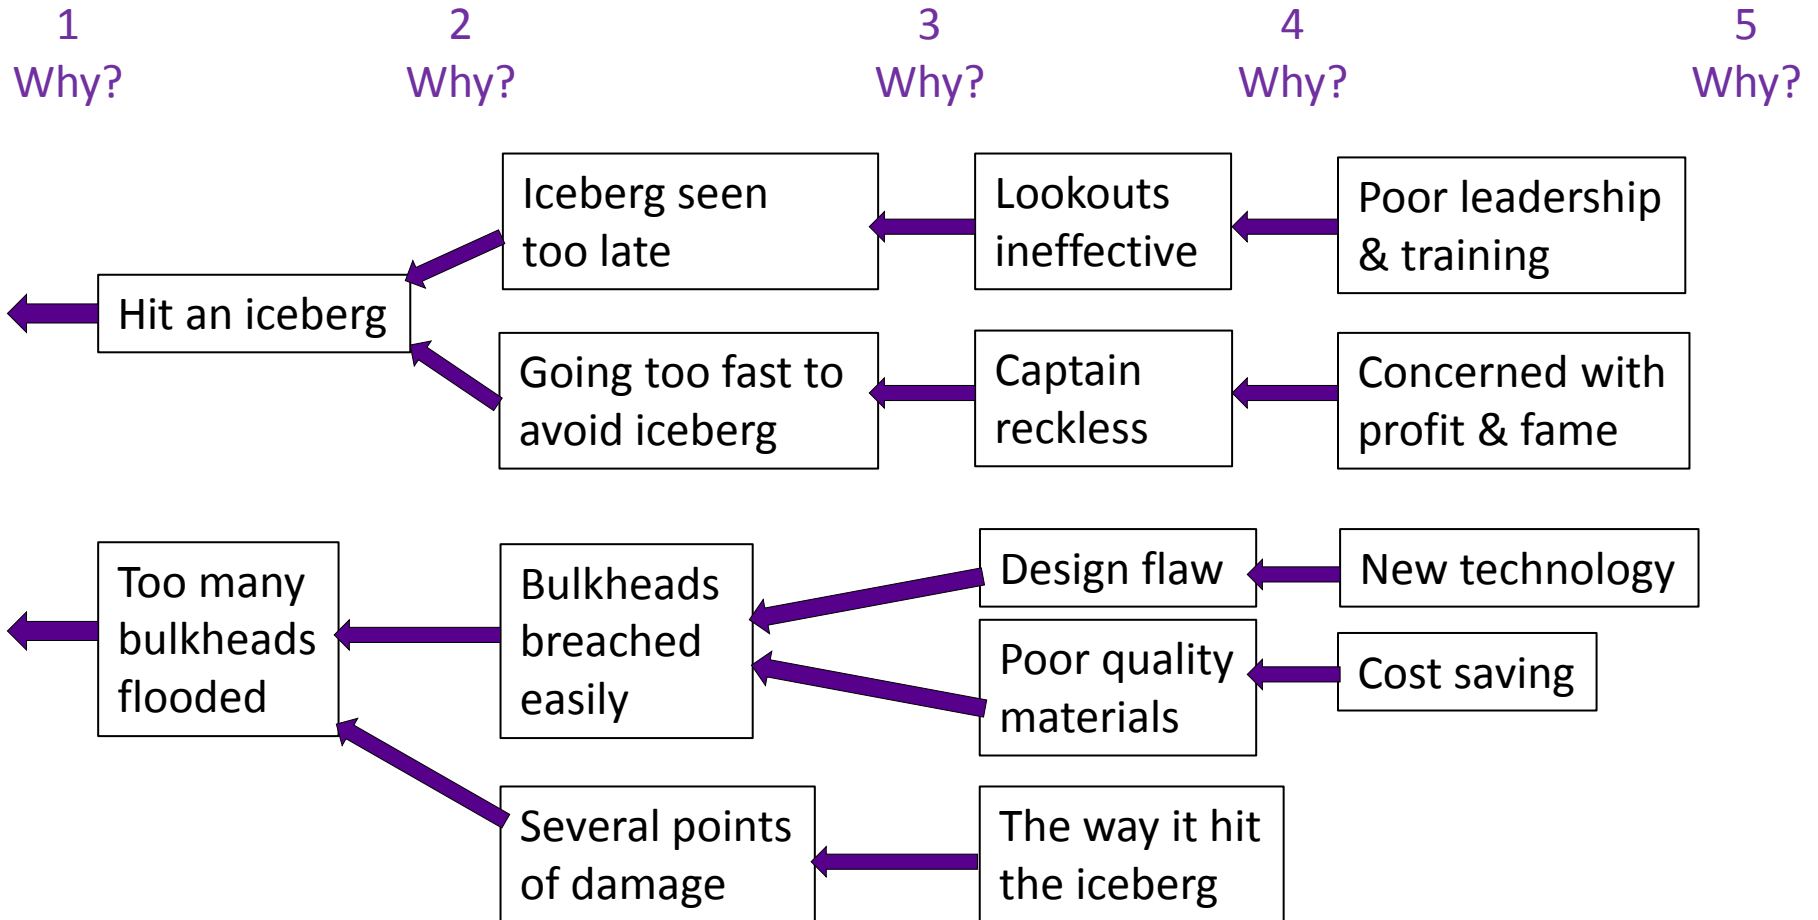 1
Why?
2
Why?
3
Why?
4
Why?
5
Why?
Iceberg seen
too late
Lookouts
ineffective
Poor leadership
& training
Hit an iceberg
Going too fast to
avoid iceberg
Captain
reckless
Concerned with
profit & fame
Too many
bulkheads
flooded
Bulkheads
breached
easily
Design flaw
New technology
Poor quality
materials
Cost saving
Several points
of damage
The way it hit
the iceberg